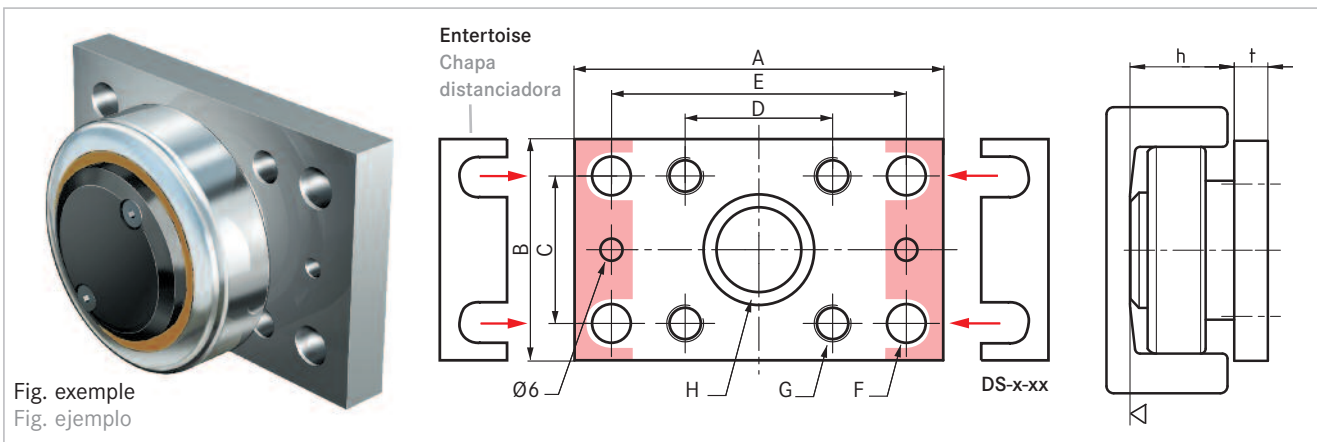 Entertoise
Chapa
distanciadora
A
E
D
B
C
Ø6
H
G
F
DS-x-xx
h
t
Fig. exemple
Fig. ejemplo